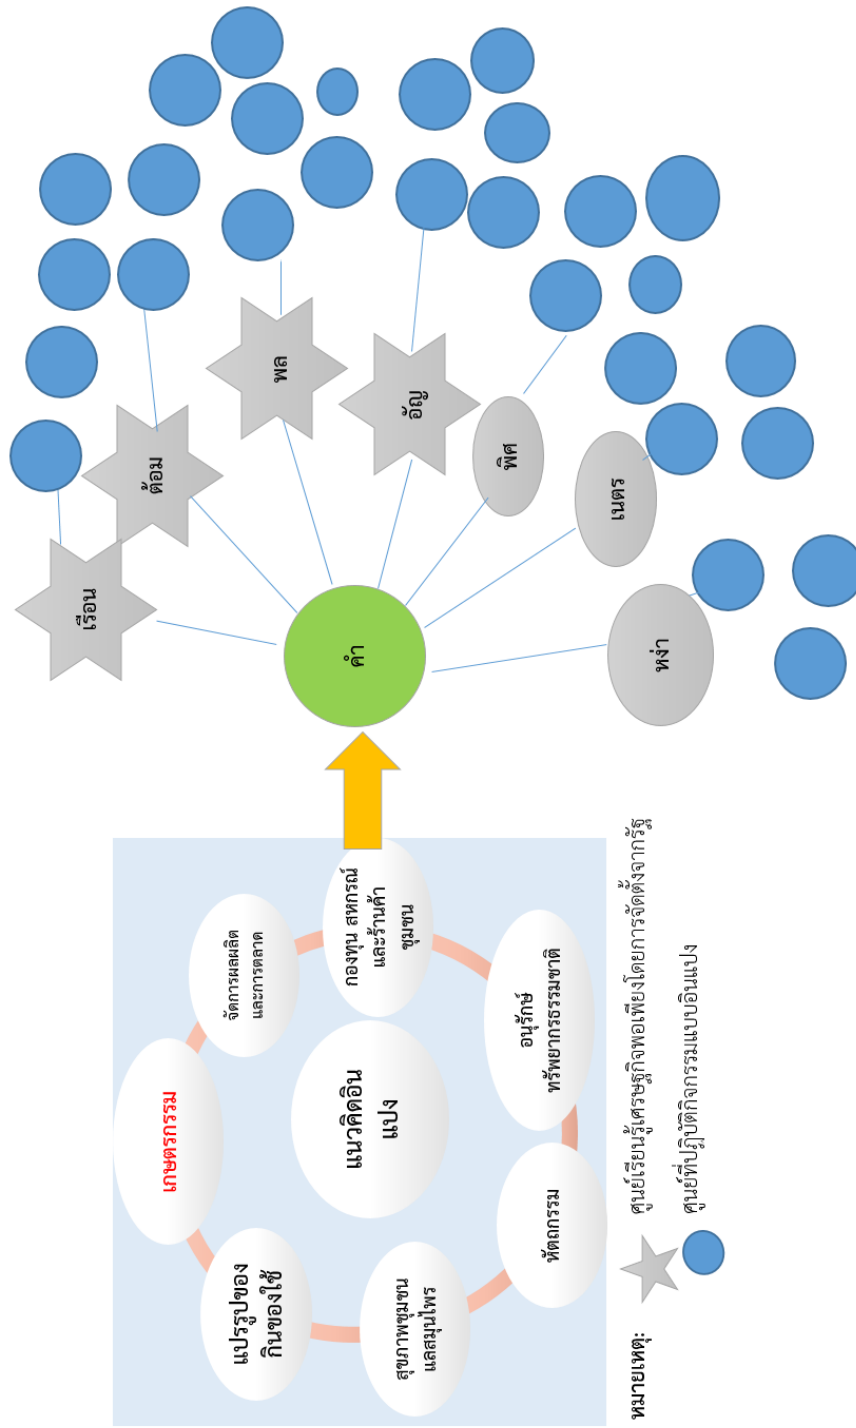 เกษตรกรรม
จัดการผลผลิต
และการตลาด
กองทุน สหกรณ์
และร้านค้า
ชุมชน
อนุรักษ์
ทรัพยากรธรรมชาติ
หัตถกรรม
สุขภาพชุมชน
แลสมุนไพร
แปรรูปของ
กินของใช้
แนวคิดอิน
แปง
คำ
เรือน
ต้อม
พล
อัญ
พิศ
เนตร
หง่า
หมายเหตุ:
ศูนย์เรียนรู้เศรษฐกิจพอเพียงโดยการจัดตั้งจากรัฐ
ศูนย์ที่ปฏิบัติกิจกรรมแบบอินแปง